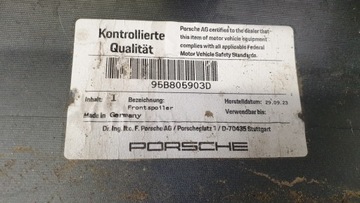 Kontrollierte
Qualität
Porsche AG certified to the dealer that
this item of motor vehicle equipment
complies with all applicable Federal
Motor Vehicle Safety Standards.
95B805903D
Inhalt: 1 Bezeichnung: Herstelldatum: 29.09.23
Frontspoiler
Made in Germany Verwendbar bis:
Dr. Ing. h.c. F. Porsche AG / Porscheplatz 1 / D-70435 Stuttgart
PORSCHE